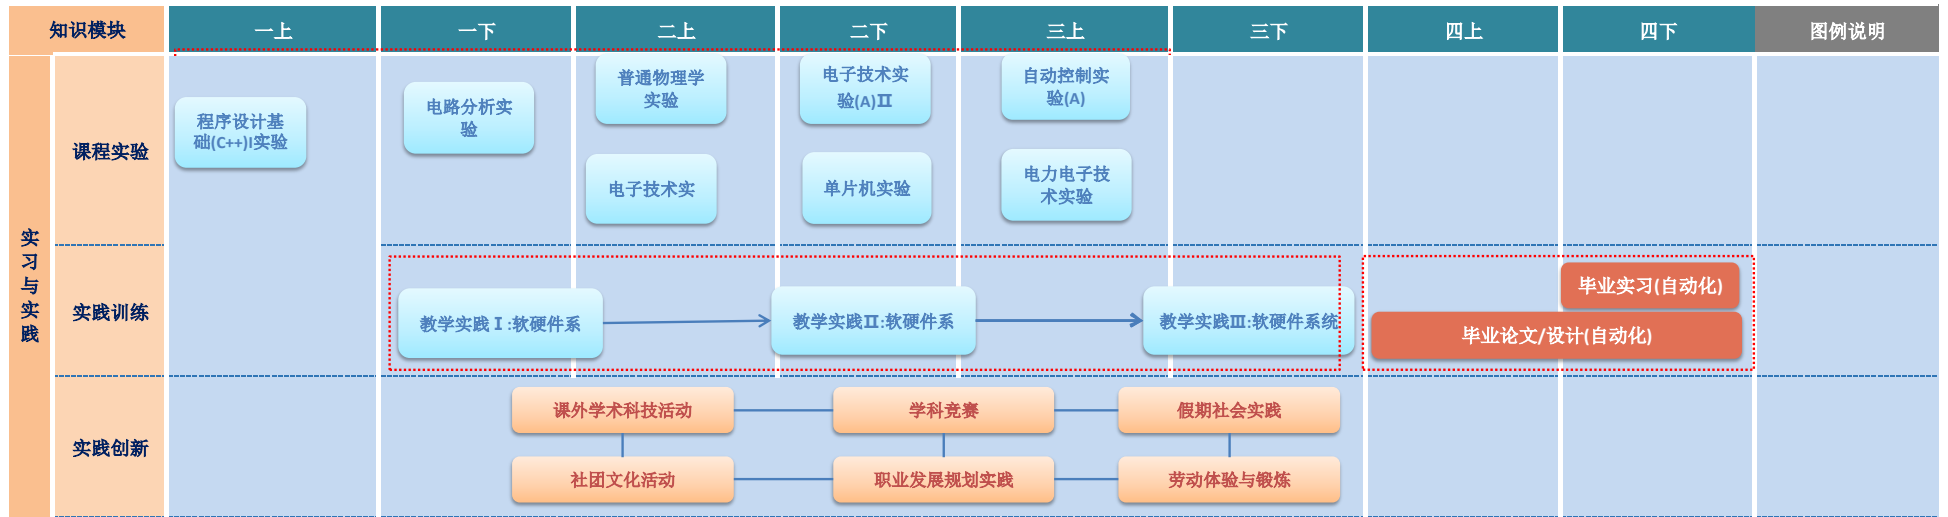 知识模块
一上
一下
二上
二下
三上
三下
四上
四下
图例说明
实
习
与
实
践
课程实验
程序设计基
础(C++)I实验
电路分析实
验
普通物理学
实验
电子技术实
电子技术实
验(A)II
单片机实验
自动控制实
验(A)
电力电子技
术实验
实践训练
教学实践Ⅰ:软硬件系
教学实践II:软硬件系
教学实践III:软硬件系统
毕业实习(自动化)
毕业论文/设计(自动化)
实践创新
课外学术科技活动
学科竞赛
假期社会实践
社团文化活动
职业发展规划实践
劳动体验与锻炼